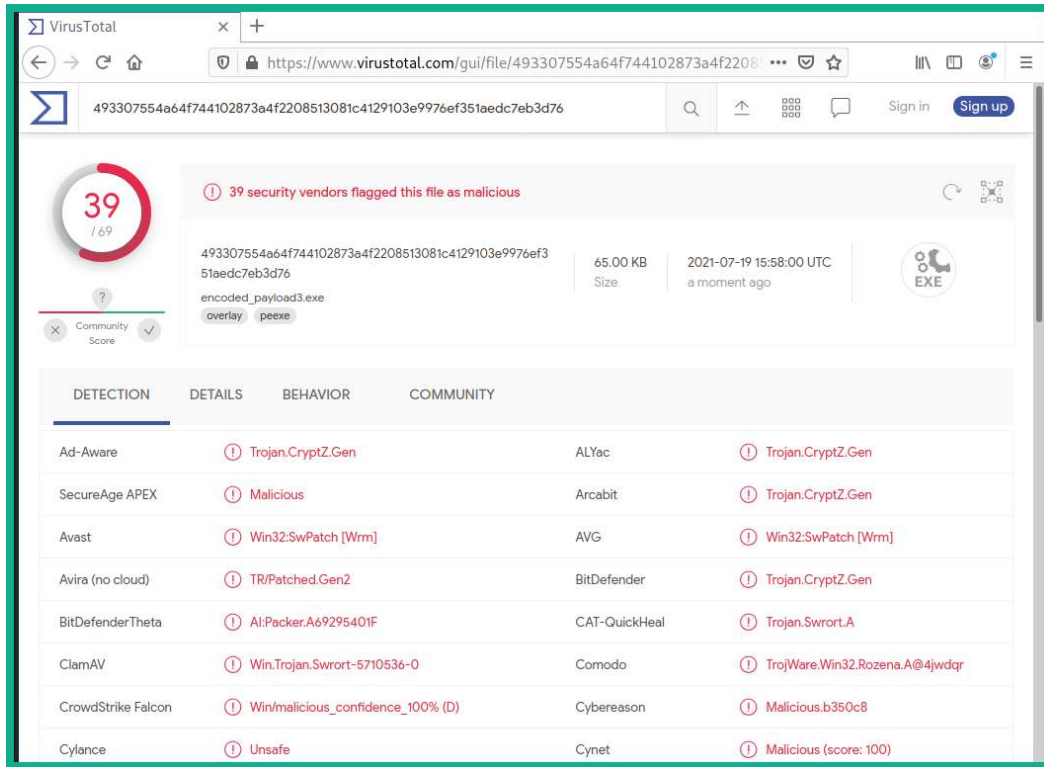 VirusTotal
https://www.virustotal.com/gui/file/493307554a64f744102873a4f2208
493307554a64f744102873a4f2208513081c4129103e9976ef351aedc7eb3d76
Sign in
Sign up
39
/ 69
39 security vendors flagged this file as malicious
493307554a64f744102873a4f2208513081c4129103e9976ef3
51aedc7eb3d76
encoded_payload3.exe
overlay peexe
65.00 KB
Size
2021-07-19 15:58:00 UTC
a moment ago
EXE
?
Community
Score
DETECTION DETAILS BEHAVIOR COMMUNITY
Ad-Aware Trojan.CryptZ.Gen ALYac Trojan.CryptZ.Gen
SecureAge APEX Malicious Arcabit Trojan.CryptZ.Gen
Avast Win32:SwPatch [Wrm] AVG Win32:SwPatch [Wrm]
Avira (no cloud) TR/Patched.Gen2 BitDefender Trojan.CryptZ.Gen
BitDefenderTheta AI:Packer.A69295401F CAT-QuickHeal Trojan.Swrort.A
ClamAV Win.Trojan.Swrort-5710536-0 Comodo TrojWare.Win32.Rozena.A@4jwdqr
CrowdStrike Falcon Win/malicious_confidence_100% (D) Cybereason Malicious.b350c8
Cylance Unsafe Cynet Malicious (score: 100)